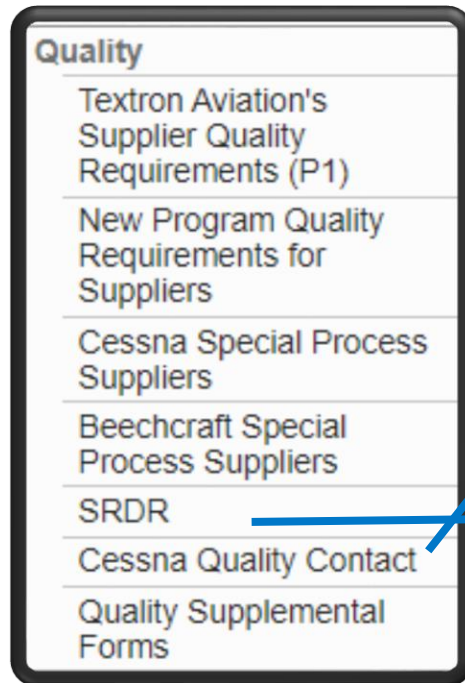 Quality
Textron Aviation's
Supplier Quality
Requirements (P1)
New Program Quality
Requirements for
Suppliers
Cessna Special Process
Suppliers
Beechcraft Special
Process Suppliers
SRDR
Cessna Quality Contact
Quality Supplemental
Forms